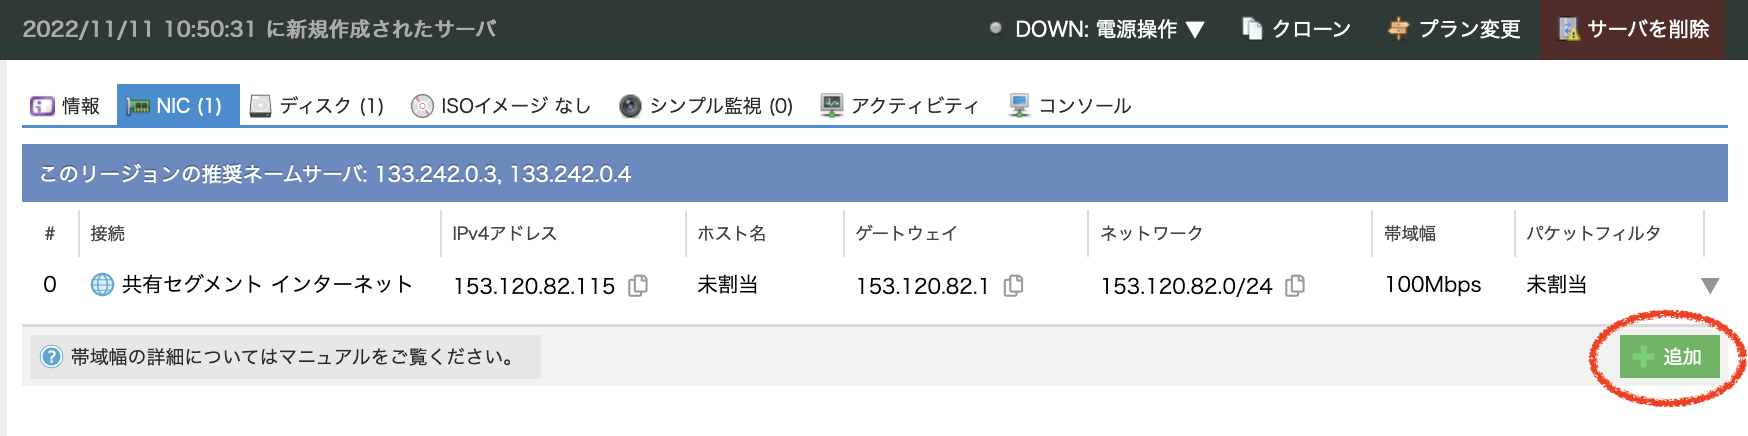 2022/11/11 10:50:31 に新規作成されたサーバ DOWN: 電源操作 ▼ クローン プラン変更 サーバを削除
情報 NIC (1) ディスク (1) ISOイメージ なし シンプル監視 (0) アクティビティ コンソール
このリージョンの推奨ネームサーバ: 133.242.0.3, 133.242.0.4
# 接続 IPv4アドレス ホスト名 ゲートウェイ ネットワーク 帯域幅 パケットフィルタ
0 共有セグメント インターネット 153.120.82.115 未割当 153.120.82.1 153.120.82.0/24 100Mbps 未割当 ▼
帯域幅の詳細についてはマニュアルをご覧ください。 追加